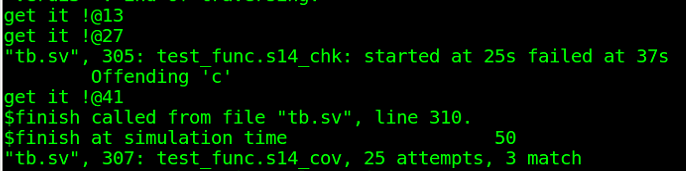 get it !@13
get it !@27
"tb.sv", 305: test_func.s14_chk: started at 25s failed at 37s
Offending 'c'
get it !@41
$finish called from file "tb.sv", line 310.
$finish at simulation time 50
"tb.sv", 307: test_func.s14_cov, 25 attempts, 3 match